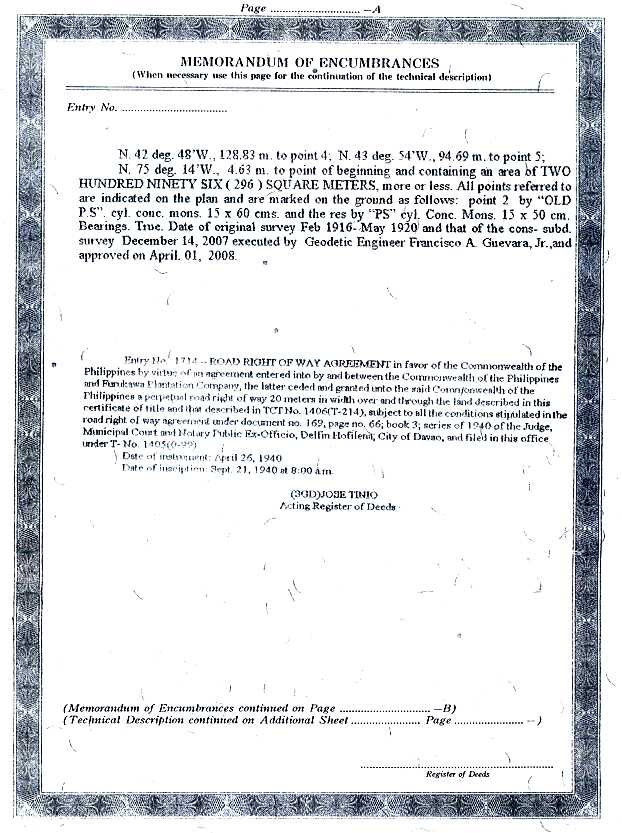 Page .............................. –A
MEMORANDUM OF ENCUMBRANCES
(When necessary use this page for the continuation of the technical description)
Entry No. ..................................
N. 42 deg. 48'W., 128.83 m. to point 4; N. 43 deg. 54'W., 94.69 m. to point 5;
N. 75 deg. 14'W., 4.63 m. to point of beginning and containing an area of TWO
HUNDRED NINETY SIX ( 296 ) SQUARE METERS, more or less. All points referred to
are indicated on the plan and are marked on the ground as follows: point 2 by "OLD
P.S". cyl. conc. mons. 15 x 60 cms. and the res by "PS" cyl. Conc. Mons. 15 x 50 cm.
Bearings. True. Date of original survey Feb 1916- May 1920 and that of the cons- subd.
survey December 14, 2007 executed by Geodetic Engineer Francisco A. Guevara, Jr.,and
approved on April. 01, 2008.
Entry No. 1714 -- ROAD RIGHT OF WAY AGREEMENT in favor of the Commonwealth of the
Philippines by virtue of an agreement entered into by and between the Commonwealth of the Philippines
and Furukawa Plantation Company, the latter ceded and granted unto the said Commonwealth of the
Philippines a perpetual road right of way 20 meters in width over and through the land described in this
certificate of title and that described in TCT No. 1406(T-214), subject to all the conditions stipulated in the
road right of way agreement under document no. 169, page no. 66; book 3; series of 1940 of the Judge,
Municipal Court and Notary Public Ex-Officio, Delfin Hofileña, City of Davao, and filed in this office
under T- No.
Date of instrument: April 26, 1940
Date of insciption: Sept. 21, 1940 at 8:00 am.
(SGD)JOSE TINIO
Acting Register of Deeds
(Memorandum of Encumbrances continued on Page .............................. –B)
(Technical Description continued on Additional Sheet ....................... Page ....................... – )
Register of Deeds